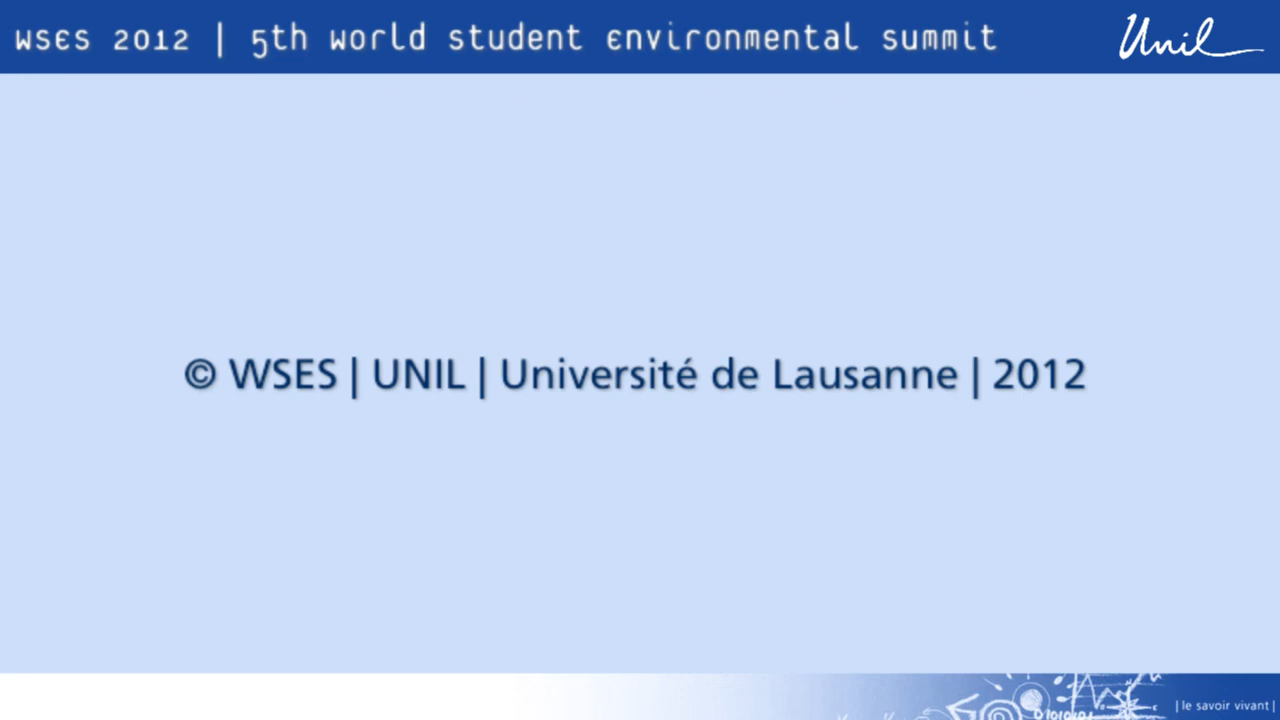 WSES 2012 | 5th world student environmental summit
Unil
© WSES | UNIL | Université de Lausanne | 2012
| le savoir vivant |